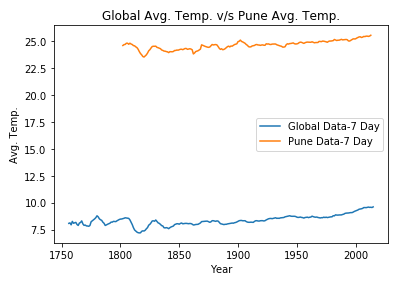 Global Avg. Temp. v/s Pune Avg. Temp.
25.0
22.5
20.0
17.5
15.0
12.5
10.0
7.5
Avg. Temp.
Global Data-7 Day
Pune Data-7 Day
1750 1800 1850 1900 1950 2000
Year